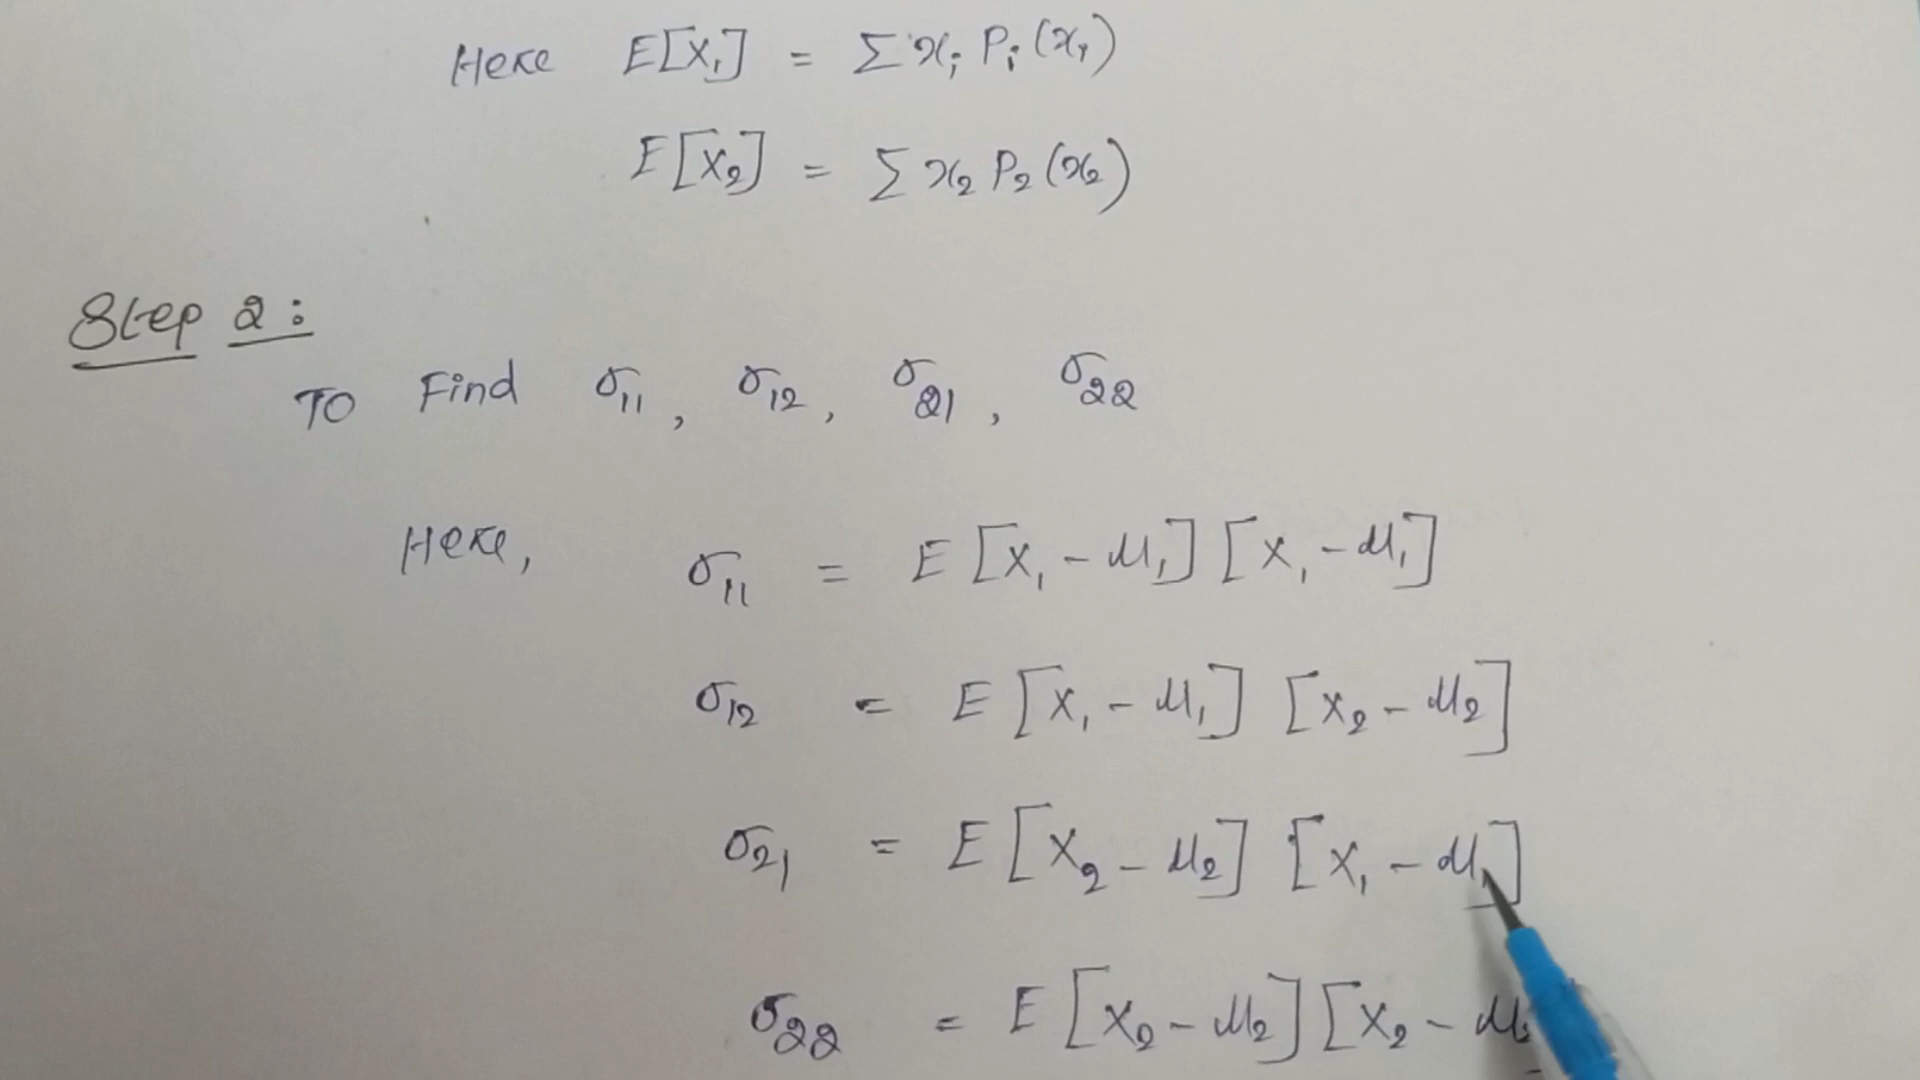 Here E[X₁] = Σ x₁ P₁ (x₁)
E[X₂] = Σ x₂ P₂ (x₂)
Step 2:
To Find σ₁₁, σ₁₂, σ₂₁, σ₂₂
Here, σ₁₁ = E [X₁ - μ₁] [X₁ - μ₁]
σ₁₂ = E [X₁ - μ₁] [X₂ - μ₂]
σ₂₁ = E [X₂ - μ₂] [X₁ - μ₁]
σ₂₂ = E [X₂ - μ₂] [X₂ - μ₂